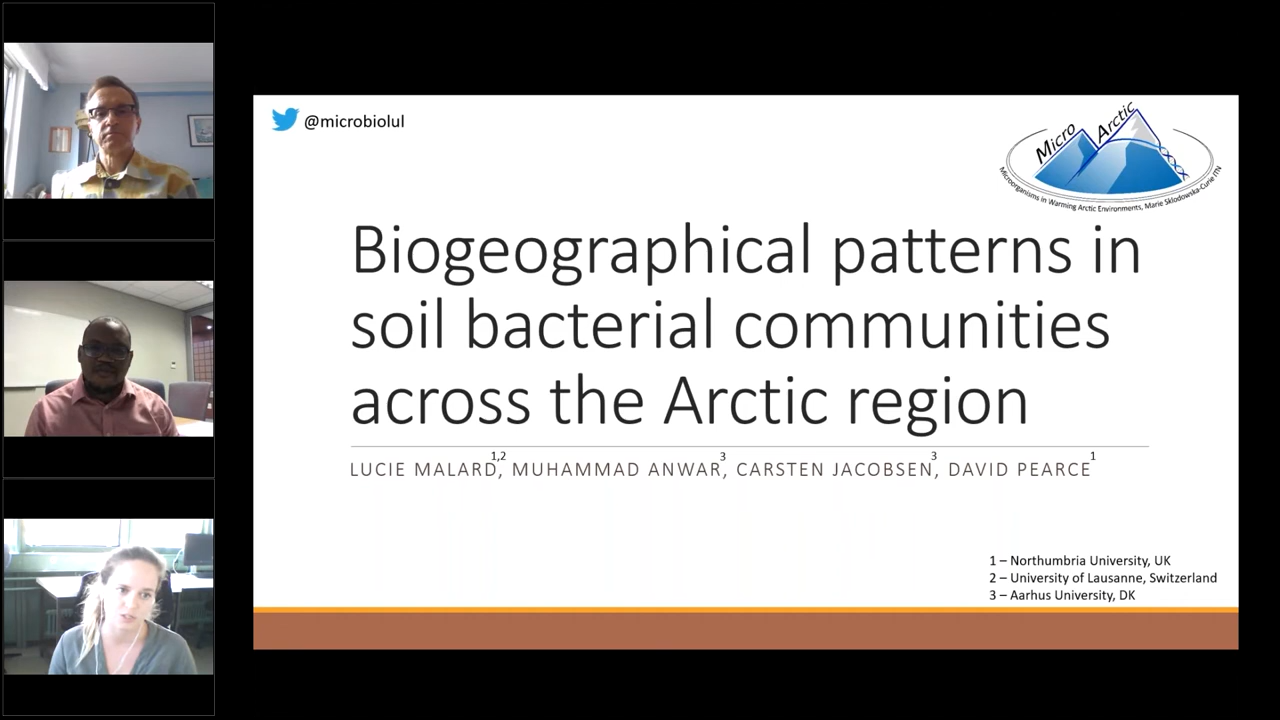 @microbiolul
Micro Arctic
Microorganisms in Warming Arctic Environments, Marie Sklodowska-Curie ITN
Biogeographical patterns in
soil bacterial communities
across the Arctic region
LUCIE MALARD1,2, MUHAMMAD ANWAR3, CARSTEN JACOBSEN3, DAVID PEARCE1
1 – Northumbria University, UK
2 – University of Lausanne, Switzerland
3 – Aarhus University, DK